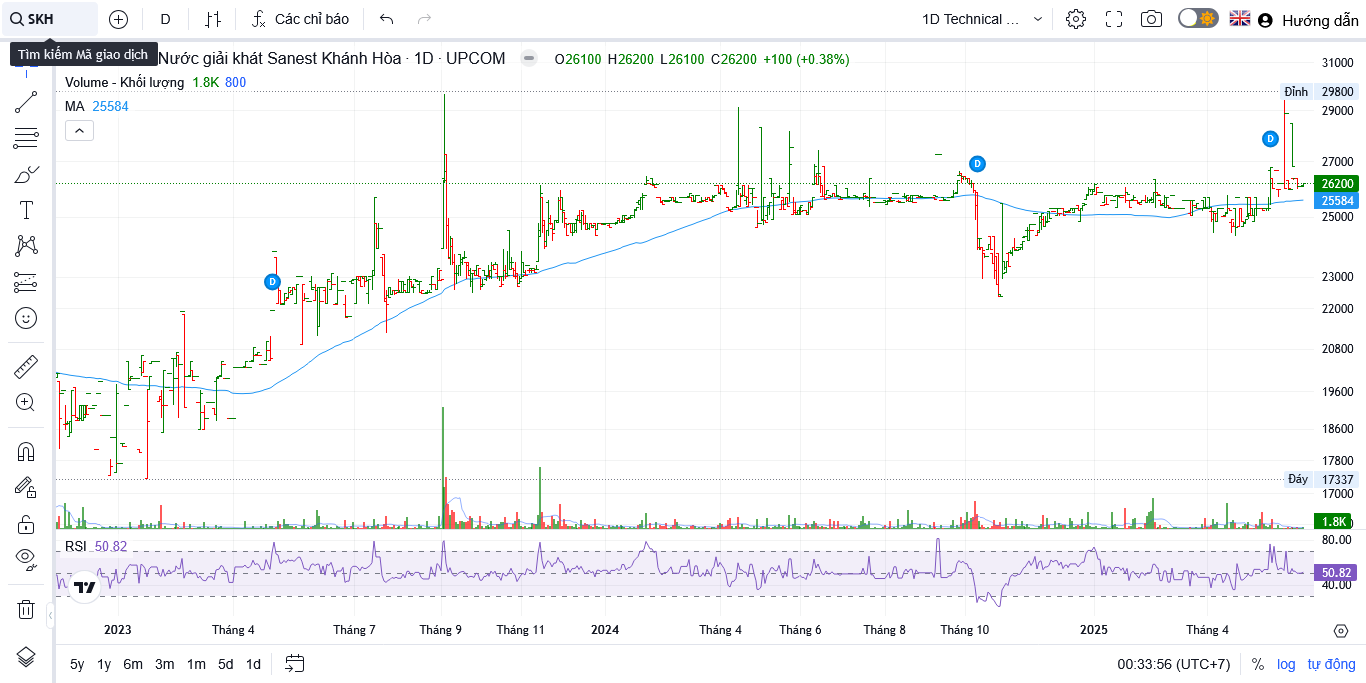 SKH D Các chỉ báo 1D Technical ... Hướng dẫn
Tìm kiếm Mã giao dịch
Nước giải khát Sanest Khánh Hòa · 1D · UPCOM O26100 H26200 L26100 C26200 +100 (+0.38%)
Volume - Khối lượng 1.8K 800
MA 25584
31000
Đỉnh 29800
29000
D
D
27000
26200
25584
25000
D
23000
22000
20800
19600
18600
17800
Đáy 17337
17000
1.8K
RSI 50.82
80.00
50.82
40.00
2023 Tháng 4 Tháng 7 Tháng 9 Tháng 11 2024 Tháng 4 Tháng 6 Tháng 8 Tháng 10 2025 Tháng 4
5y 1y 6m 3m 1m 5d 1d 00:33:56 (UTC+7) % log tự động